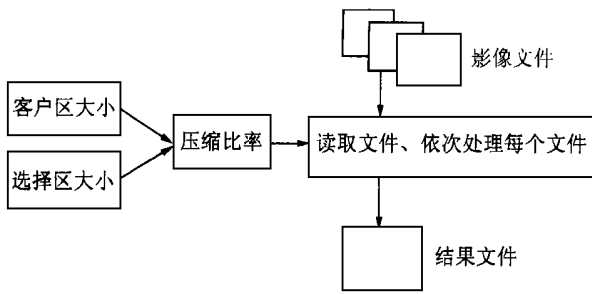 影像文件
客户区大小
压缩比率
读取文件、依次处理每个文件
选择区大小
结果文件